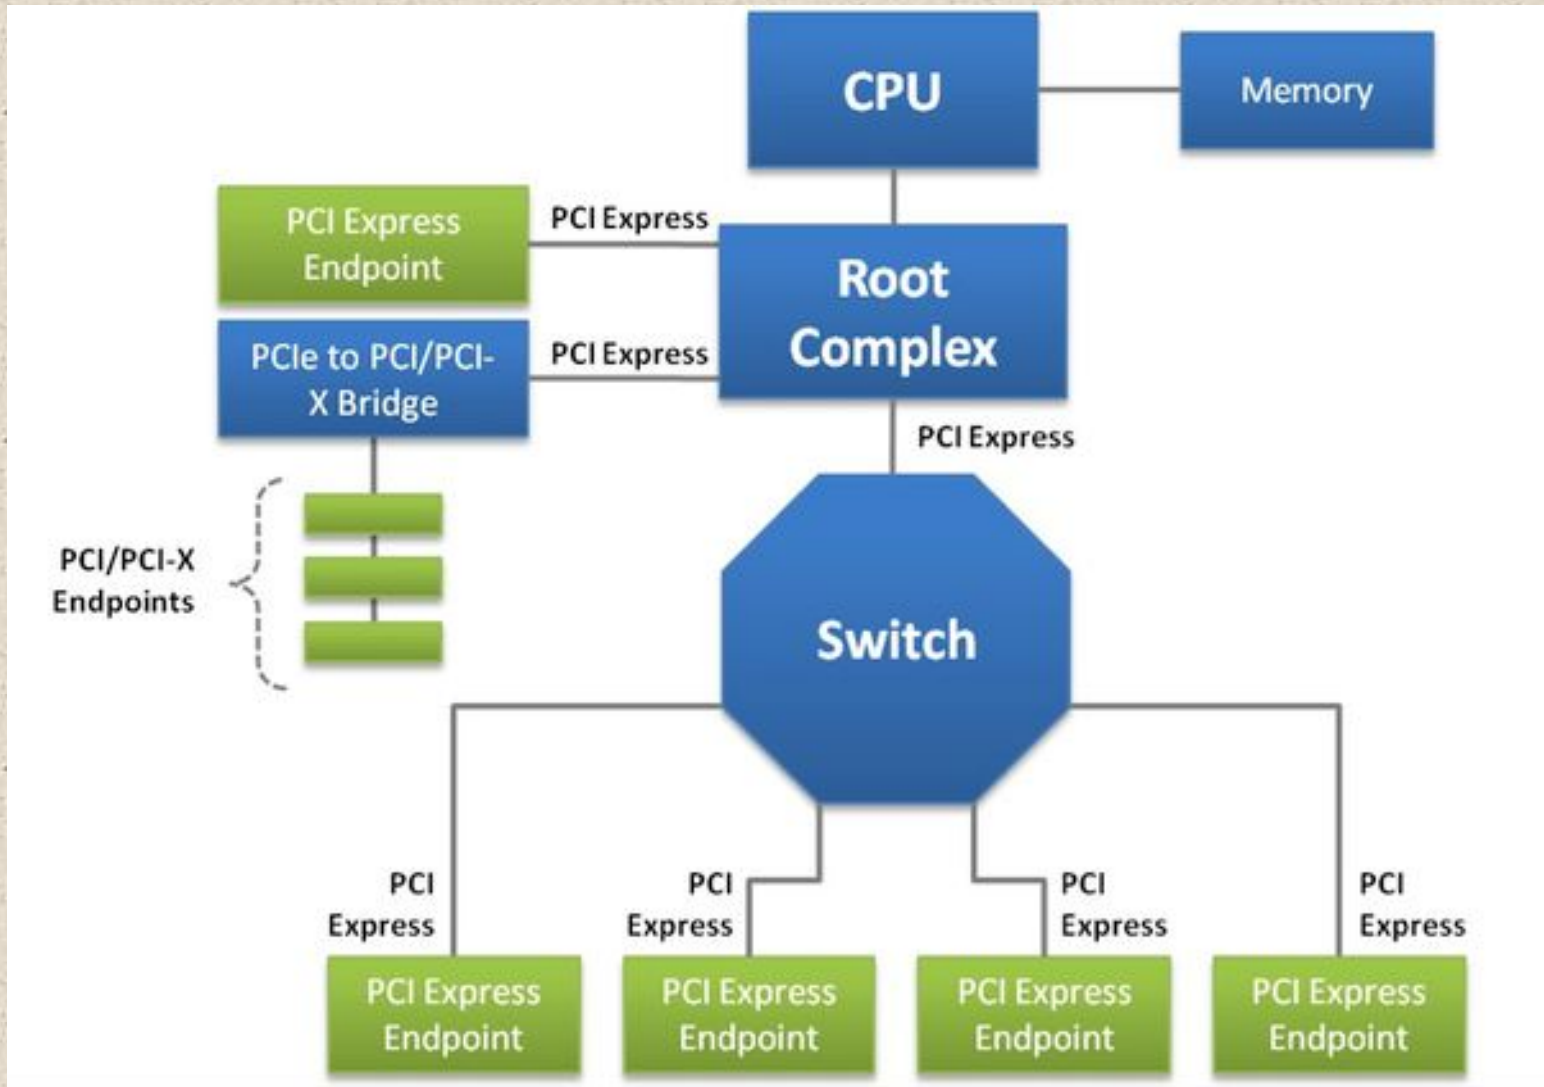 CPU
Memory
PCI Express
Endpoint
PCI Express
Root
Complex
PCIe to PCI/PCI-
X Bridge
PCI Express
PCI Express
PCI/PCI-X
Endpoints
Switch
PCI
Express
PCI
Express
PCI
Express
PCI
Express
PCI Express
Endpoint
PCI Express
Endpoint
PCI Express
Endpoint
PCI Express
Endpoint